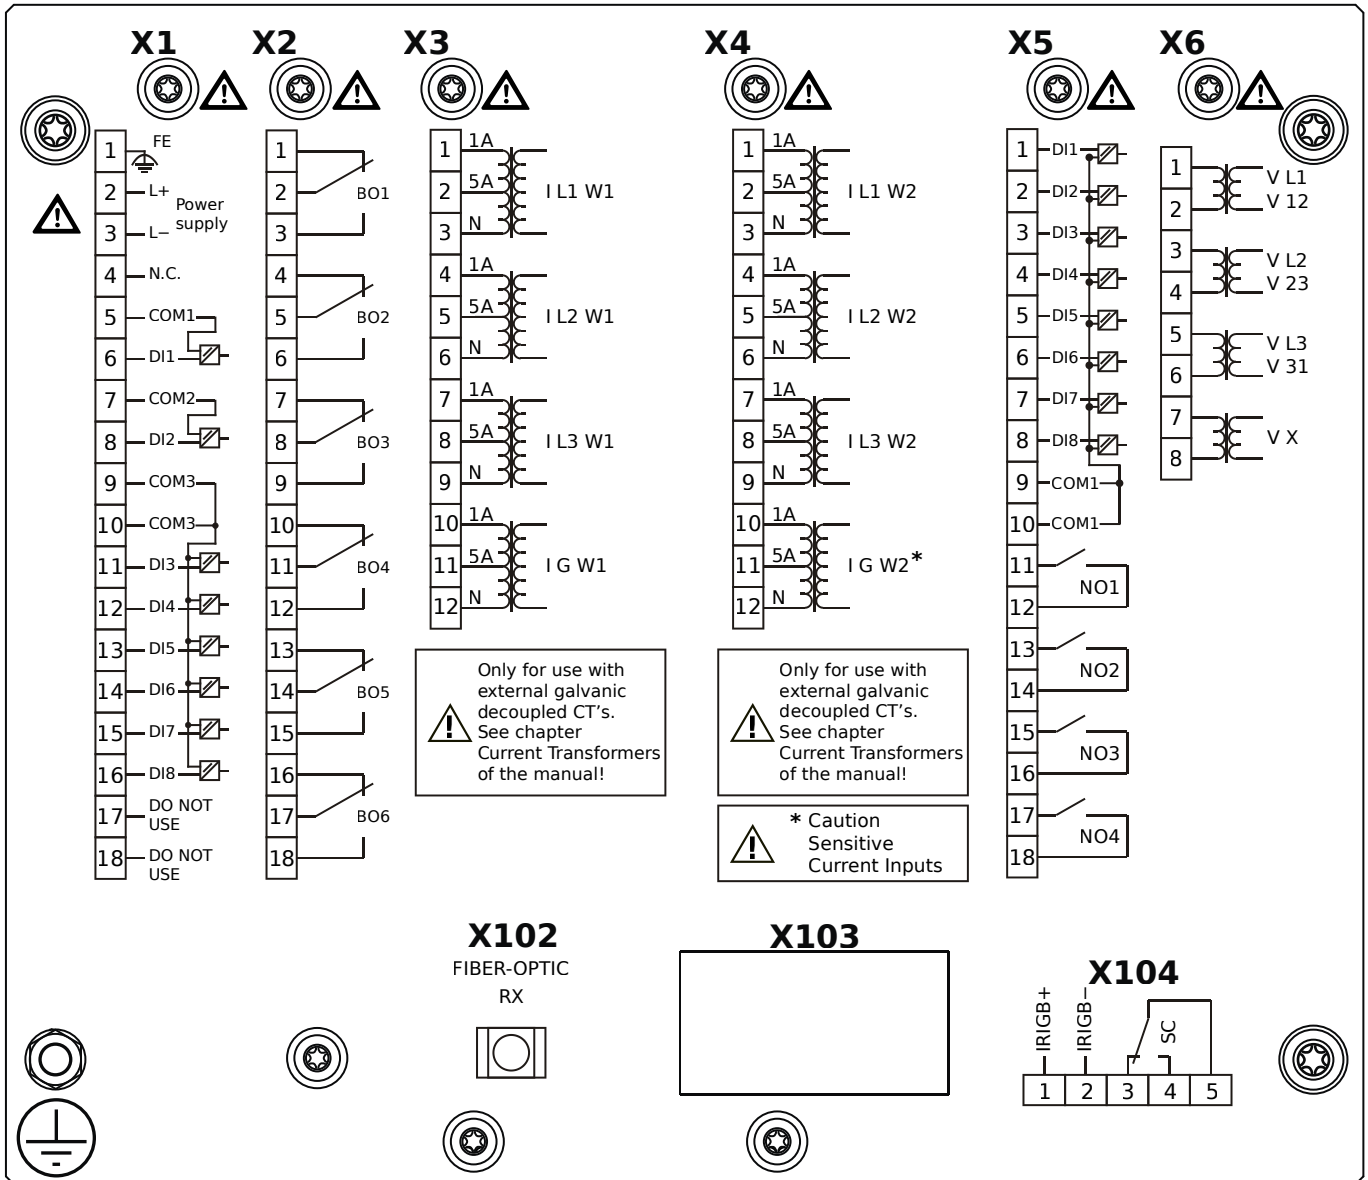 X1
X2
X3
X4
X5
X6
1 FE
2 L+
Power
supply
3 L−
4 N.C.
5 COM1
6 DI1
7 COM2
8 DI2
9 COM3
10 COM3
11 DI3
12 DI4
13 DI5
14 DI6
15 DI7
16 DI8
17 DO NOT
USE
18 DO NOT
USE
1
2 BO1
3
4
5 BO2
6
7
8 BO3
9
10
11 BO4
12
13
14 BO5
15
16
17 BO6
18
1 1A
2 5A I L1 W1
3 N
4 1A
5 5A I L2 W1
6 N
7 1A
8 5A I L3 W1
9 N
10 1A
11 5A I G W1
12 N
Only for use with
external galvanic
decoupled CT's.
See chapter
Current Transformers
of the manual!
1 1A
2 5A I L1 W2
3 N
4 1A
5 5A I L2 W2
6 N
7 1A
8 5A I L3 W2
9 N
10 1A
11 5A I G W2*
12 N
Only for use with
external galvanic
decoupled CT's.
See chapter
Current Transformers
of the manual!
* Caution
Sensitive
Current Inputs
1 DI1
2 DI2
3 DI3
4 DI4
5 DI5
6 DI6
7 DI7
8 DI8
9 COM1
10 COM1
11
NO1
12
13
NO2
14
15
NO3
16
17
NO4
18
1
V L1
V 12
2
3
V L2
V 23
4
5
V L3
V 31
6
7
V X
8
X102
FIBER-OPTIC
RX
X103
X104
IRIGB+
IRIGB−
SC
1 2 3 4 5